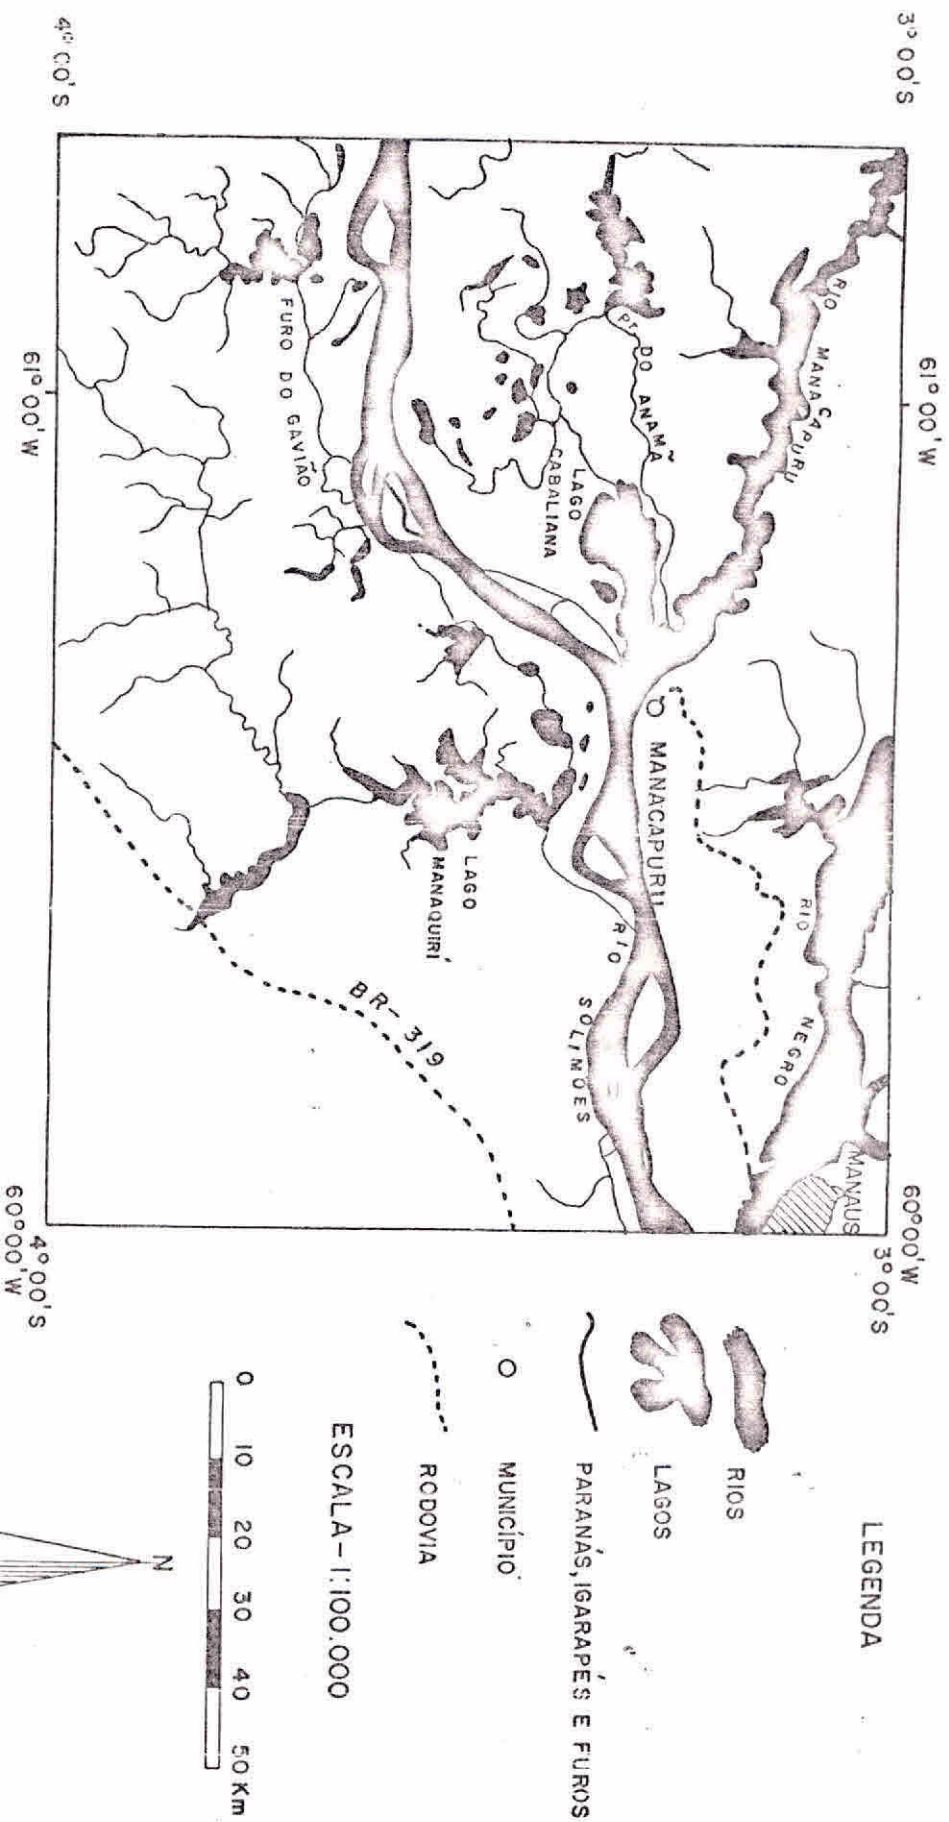 3°00'S
4°00'S
61°00'W
61°00'W
60°00'W
3°00'S
4°00'S
60°00'W
RIO MANACAPURU
Pᵗ. DO ANAMÃ
LAGO
CABALIANA
FURO DO GAVIÃO
MANACAPURU
RIO NEGRO
MANAUS
RIO SOLIMÕES
LAGO
MANAQUIRÍ
BR-319
LEGENDA
RIOS
LAGOS
PARANÁS, IGARAPÉS E FUROS
MUNICÍPIO
RODOVIA
ESCALA - 1:100.000
0 10 20 30 40 50 Km
N